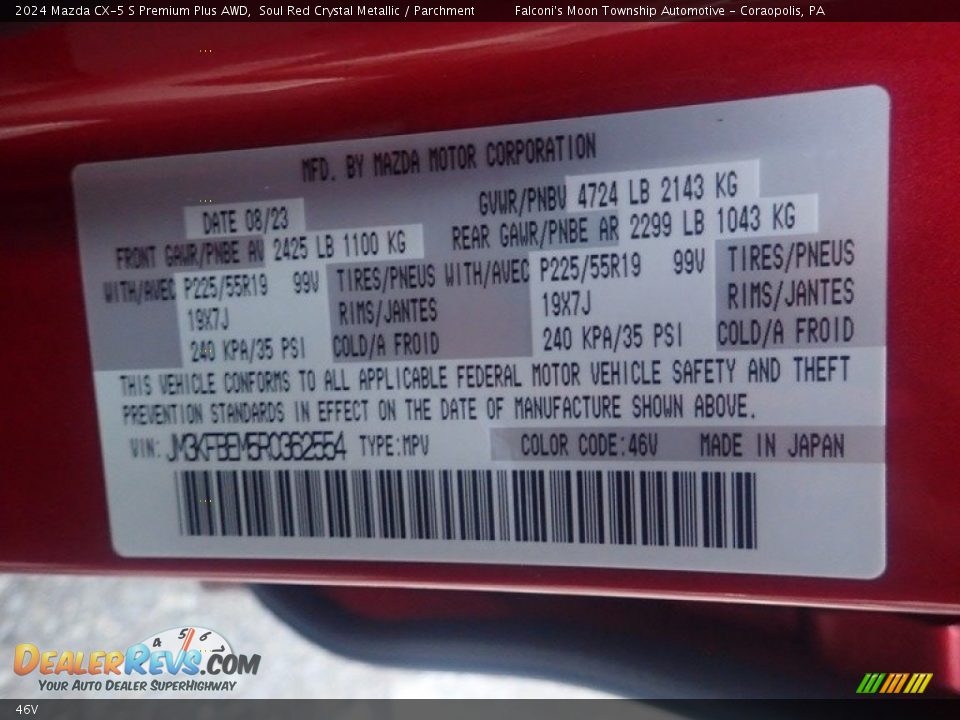 2024 Mazda CX-5 S Premium Plus AWD, Soul Red Crystal Metallic / Parchment Falconi's Moon Township Automotive - Coraopolis, PA
MFD. BY MAZDA MOTOR CORPORATION
DATE 08/23 GVWR/PNBV 4724 LB 2143 KG
FRONT GAWR/PNBE AV 2425 LB 1100 KG REAR GAWR/PNBE AR 2299 LB 1043 KG
WITH/AVEC P225/55R19 99V TIRES/PNEUS WITH/AVEC P225/55R19 99V TIRES/PNEUS
19X7J RIMS/JANTES 19X7J RIMS/JANTES
240 KPA/35 PSI COLD/A FROID 240 KPA/35 PSI COLD/A FROID
THIS VEHICLE CONFORMS TO ALL APPLICABLE FEDERAL MOTOR VEHICLE SAFETY AND THEFT
PREVENTION STANDARDS IN EFFECT ON THE DATE OF MANUFACTURE SHOWN ABOVE.
VIN: JM3KFBEM5R0362554 TYPE:MPV COLOR CODE:46V MADE IN JAPAN
4 5 6
DealerRevs.com
Your Auto Dealer SuperHighway
46V